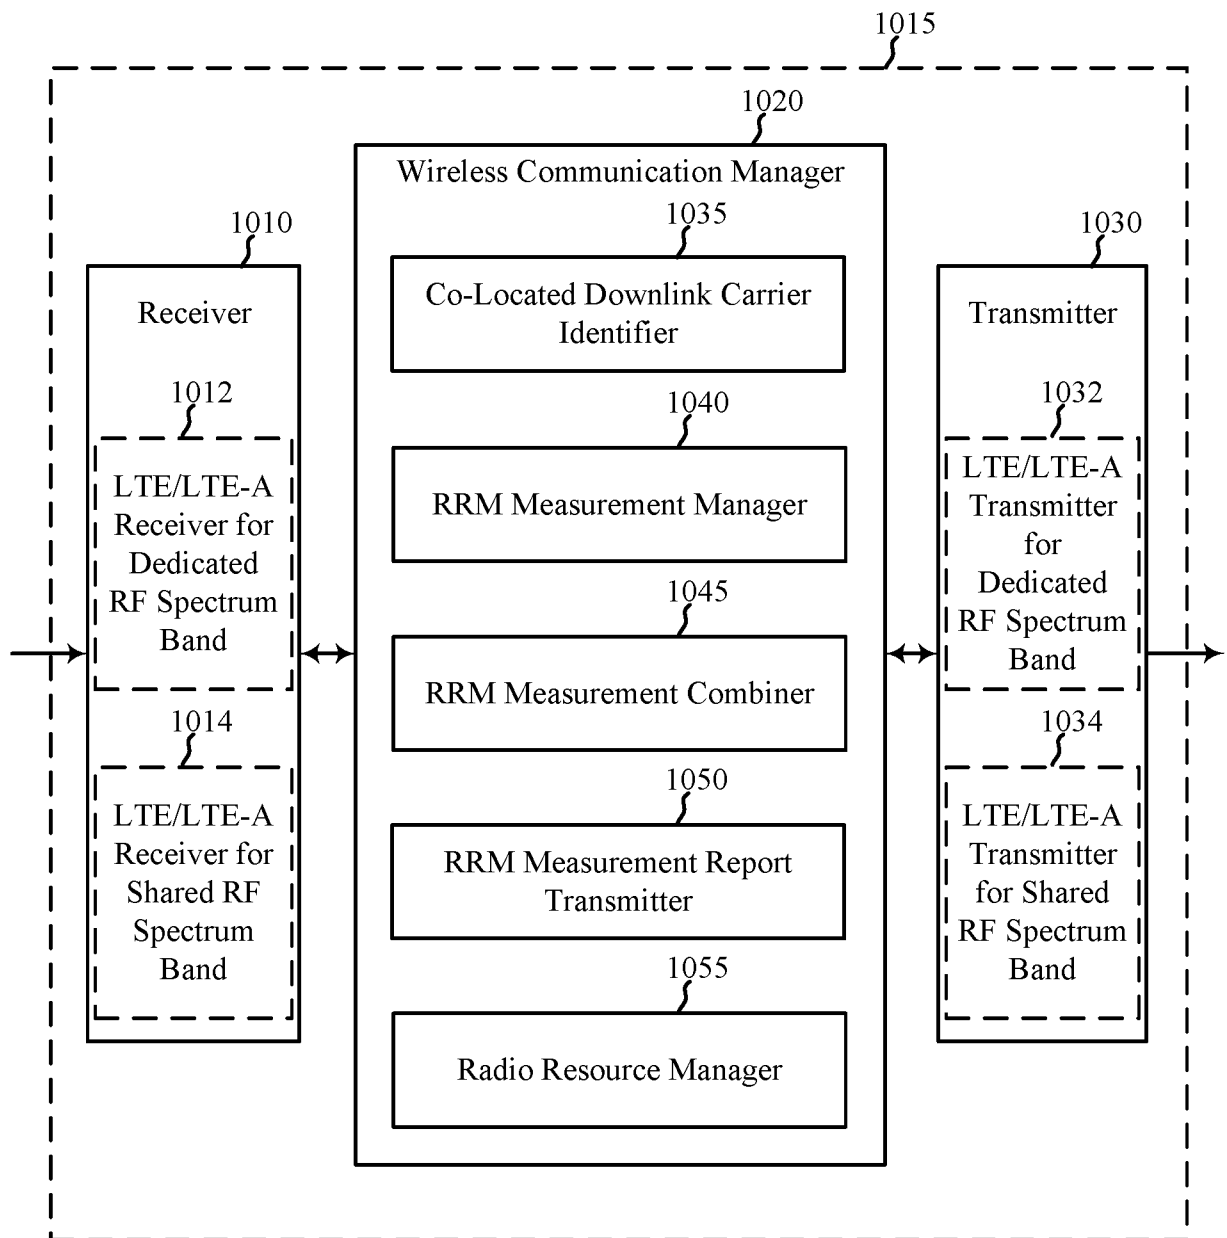 1015
1020
Wireless Communication Manager
1010
Receiver
1012
LTE/LTE-A
Receiver for
Dedicated
RF Spectrum
Band
1014
LTE/LTE-A
Receiver for
Shared RF
Spectrum
Band
1035
Co-Located Downlink Carrier
Identifier
1040
RRM Measurement Manager
1045
RRM Measurement Combiner
1050
RRM Measurement Report
Transmitter
1055
Radio Resource Manager
1030
Transmitter
1032
LTE/LTE-A
Transmitter
for
Dedicated
RF Spectrum
Band
1034
LTE/LTE-A
Transmitter
for Shared
RF Spectrum
Band